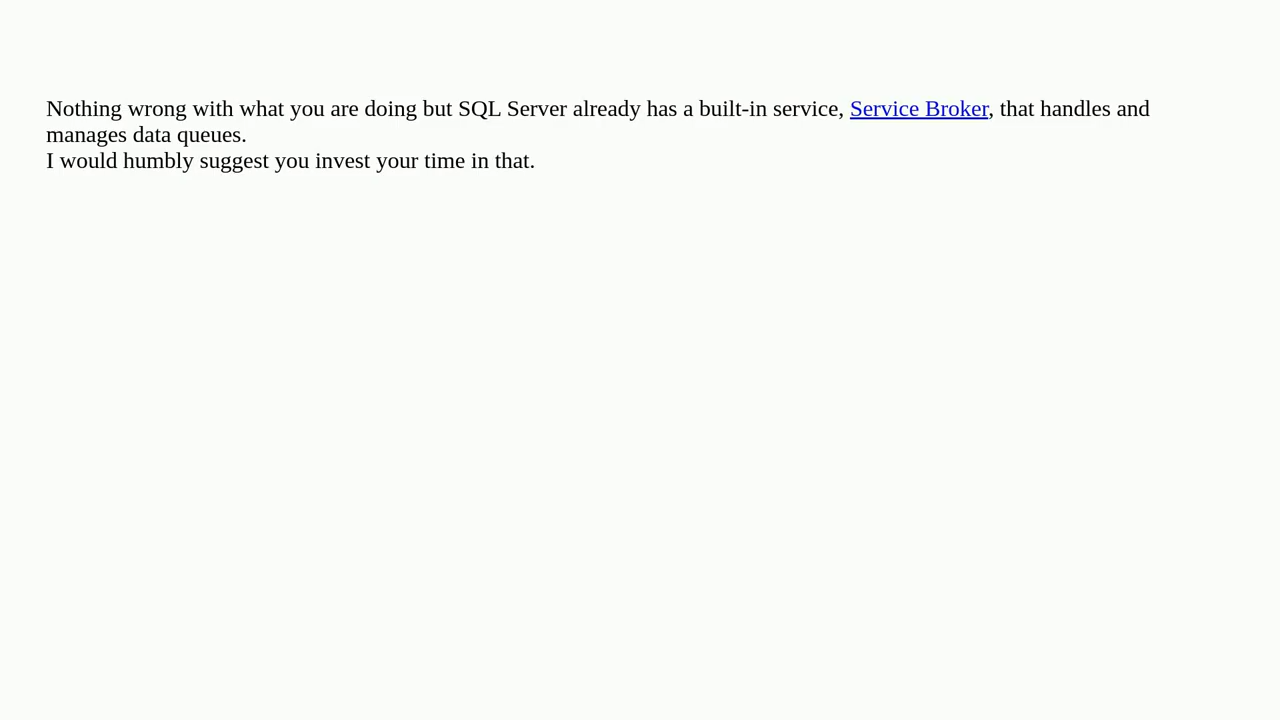 Nothing wrong with what you are doing but SQL Server already has a built-in service, Service Broker, that handles and
manages data queues.
I would humbly suggest you invest your time in that.